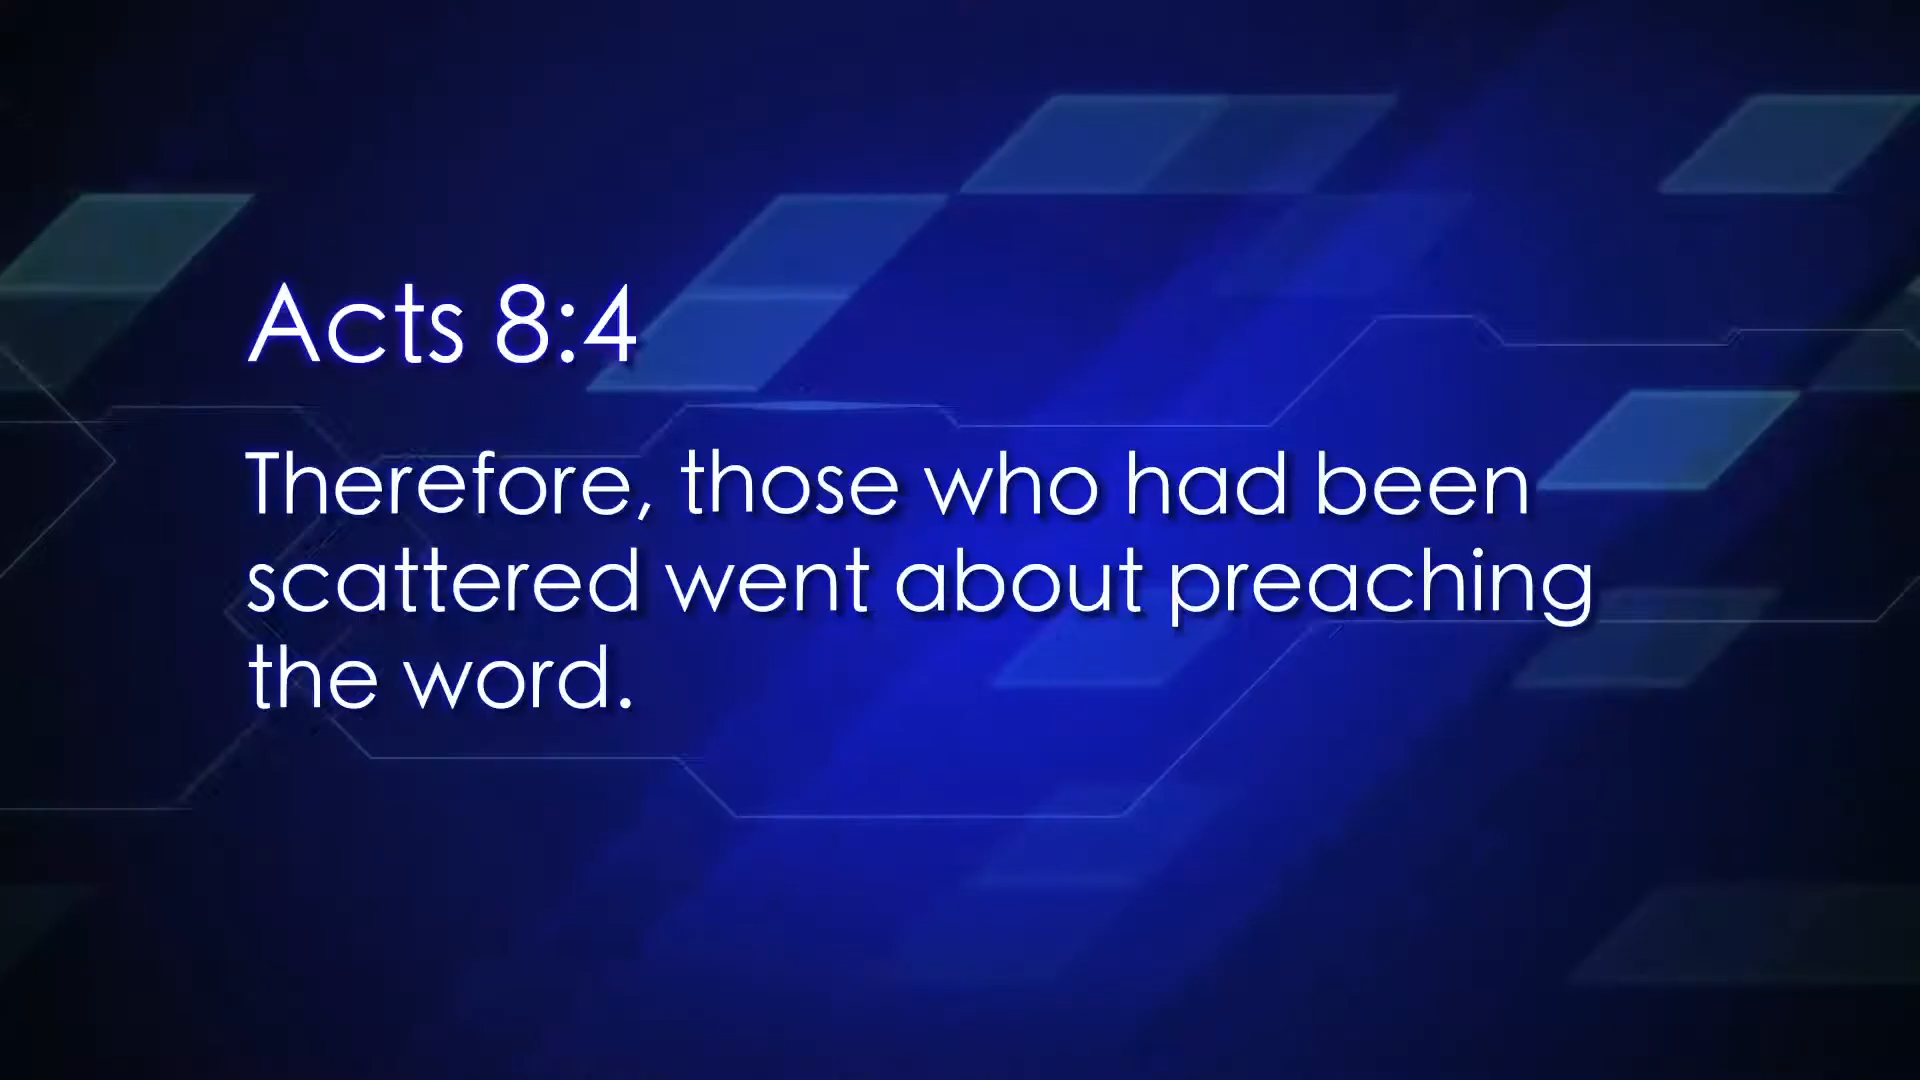 Acts 8:4
Therefore, those who had been
scattered went about preaching
the word.